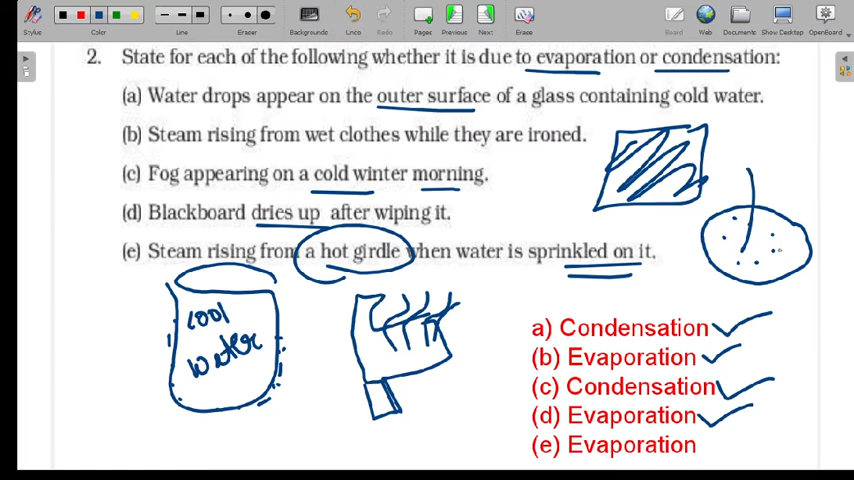 Stylus Color Line Eraser Backgrounds Undo Redo Pages Previous Next Erase Board Web Documents Show Desktop OpenBoard
2. State for each of the following whether it is due to evaporation or condensation:
(a) Water drops appear on the outer surface of a glass containing cold water.
(b) Steam rising from wet clothes while they are ironed.
(c) Fog appearing on a cold winter morning.
(d) Blackboard dries up after wiping it.
(e) Steam rising from a hot girdle when water is sprinkled on it.
cool
water
a) Condensation
(b) Evaporation
(c) Condensation
(d) Evaporation
(e) Evaporation